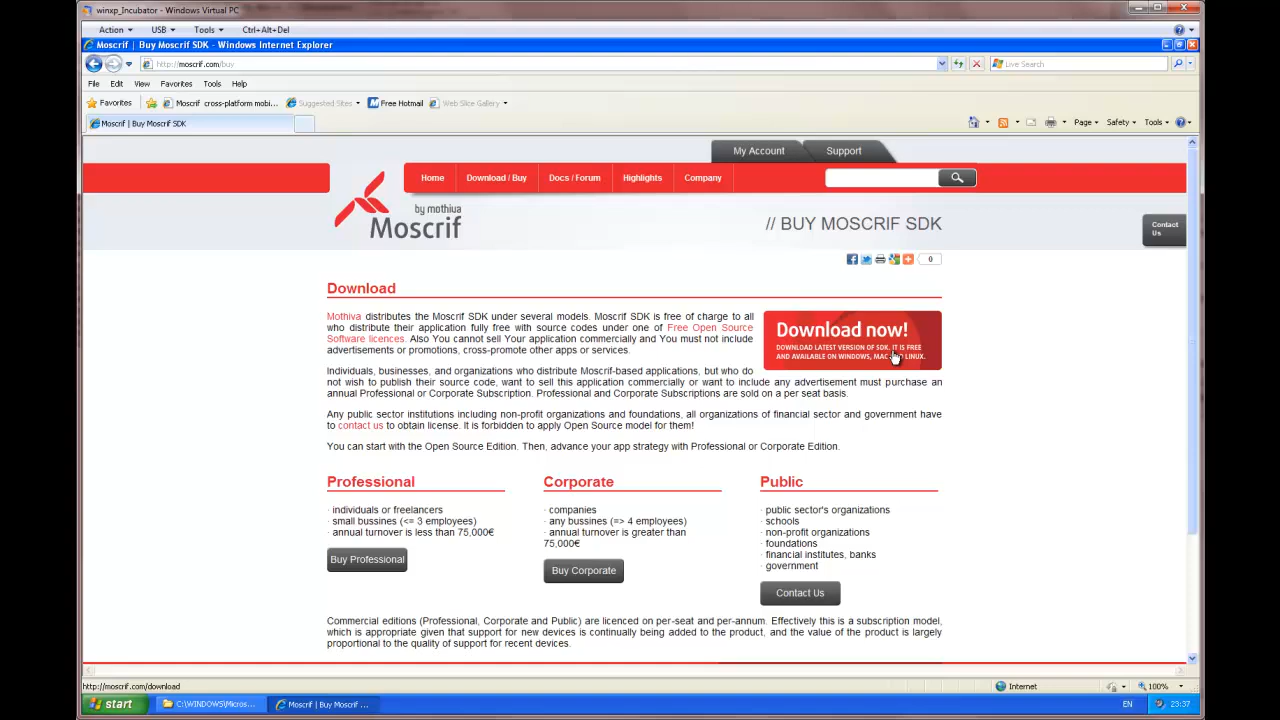 winxp_Incubator - Windows Virtual PC
Action USB Tools Ctrl+Alt+Del
Moscrif | Buy Moscrif SDK - Windows Internet Explorer
http://moscrif.com/buy
Live Search
File Edit View Favorites Tools Help
Favorites Moscrif cross-platform mobi... Suggested Sites Free Hotmail Web Slice Gallery
Moscrif | Buy Moscrif SDK
Page Safety Tools
My Account Support
Home Download / Buy Docs / Forum Highlights Company
by mothiva
Moscrif
// BUY MOSCRIF SDK
Contact
Us
0
Download
Mothiva distributes the Moscrif SDK under several models. Moscrif SDK is free of charge to all
who distribute their application fully free with source codes under one of Free Open Source
Software licences. Also You cannot sell Your application commercially and You must not include
advertisements or promotions, cross-promote other apps or services.
Download now!
DOWNLOAD LATEST VERSION OF SDK, IT IS FREE
AND AVAILABLE ON WINDOWS, MAC LINUX.
Individuals, businesses, and organizations who distribute Moscrif-based applications, but who do
not wish to publish their source code, want to sell this application commercially or want to include any advertisement must purchase an
annual Professional or Corporate Subscription. Professional and Corporate Subscriptions are sold on a per seat basis.
Any public sector institutions including non-profit organizations and foundations, all organizations of financial sector and government have
to contact us to obtain license. It is forbidden to apply Open Source model for them!
You can start with the Open Source Edition. Then, advance your app strategy with Professional or Corporate Edition.
Professional
· individuals or freelancers
· small bussines (<= 3 employees)
· annual turnover is less than 75,000€
Buy Professional
Corporate
· companies
· any bussines (=> 4 employees)
· annual turnover is greater than
75,000€
Buy Corporate
Public
· public sector's organizations
· schools
· non-profit organizations
· foundations
· financial institutes, banks
· government
Contact Us
Commercial editions (Professional, Corporate and Public) are licenced on per-seat and per-annum. Effectively this is a subscription model,
which is appropriate given that support for new devices is continually being added to the product, and the value of the product is largely
proportional to the quality of support for recent devices.
http://moscrif.com/download
Internet
100%
start C:\WINDOWS\Micros... Moscrif | Buy Moscrif ... EN 23:37